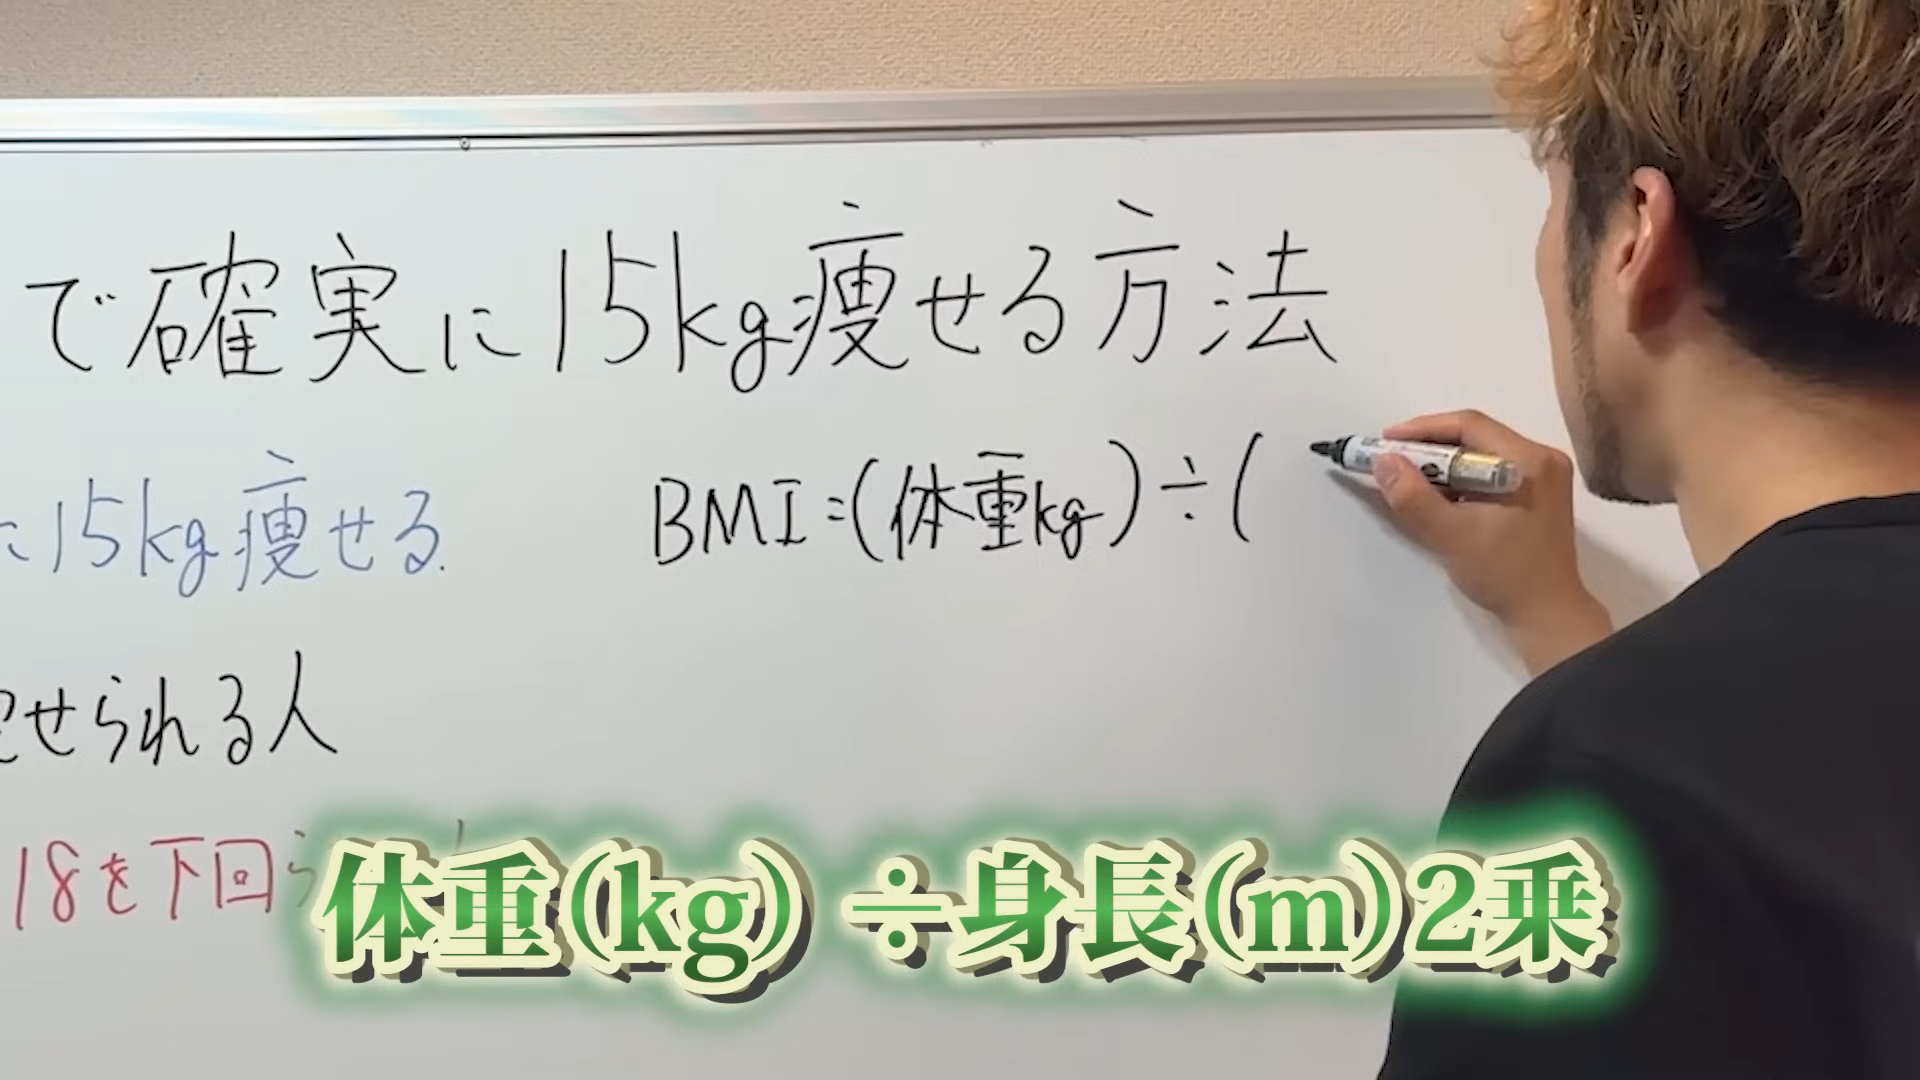 で確実に15kg痩せる方法
に15kg痩せる
BMI=(体重kg)÷(
せられる人
18を下回ら
体重(kg)÷身長(m)2乗